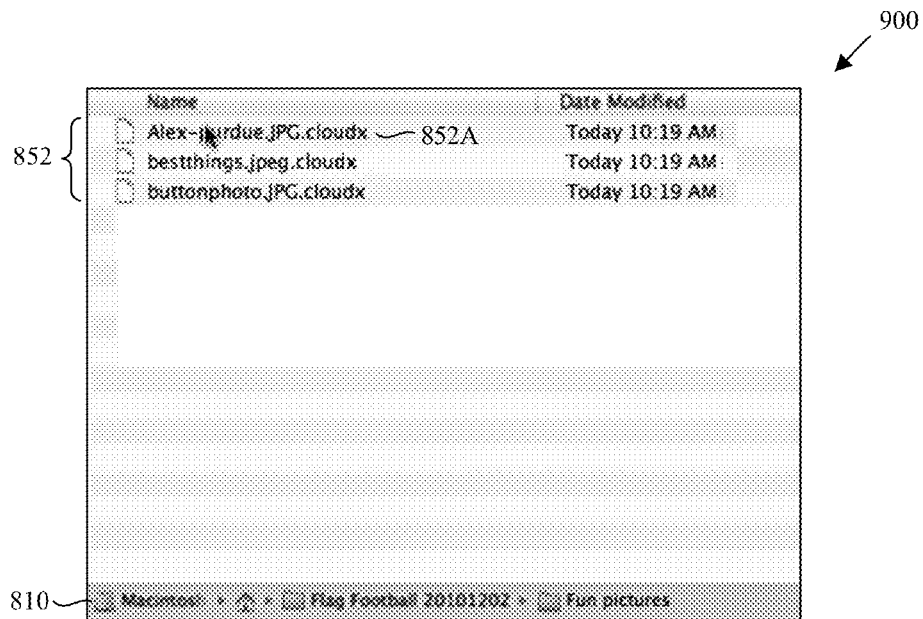 900
Name Date Modified
Alex-purdue.JPG.cloudx 852A Today 10:19 AM
852 bestthings.jpeg.cloudx Today 10:19 AM
buttonphoto.JPG.cloudx Today 10:19 AM
810 Macintosh Flag Football 20101202 Fun pictures